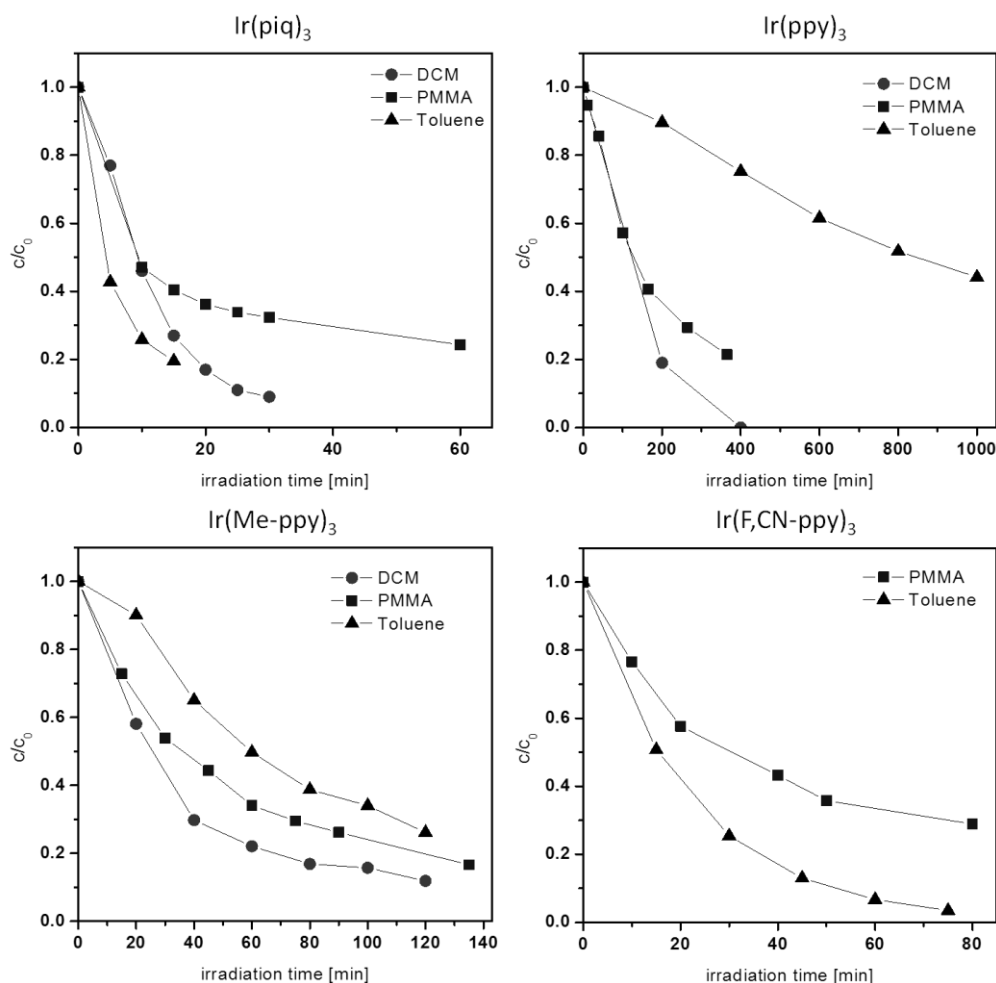 Ir(piq)₃
DCM
PMMA
Toluene
1.0
0.8
0.6
0.4
0.2
0.0
c/c₀
0 20 40 60
irradiation time [min]
Ir(ppy)₃
DCM
PMMA
Toluene
1.0
0.8
0.6
0.4
0.2
0.0
c/c₀
0 200 400 600 800 1000
irradiation time [min]
Ir(Me-ppy)₃
DCM
PMMA
Toluene
1.0
0.8
0.6
0.4
0.2
0.0
c/c₀
0 20 40 60 80 100 120 140
irradiation time [min]
Ir(F,CN-ppy)₃
PMMA
Toluene
1.0
0.8
0.6
0.4
0.2
0.0
c/c₀
0 20 40 60 80
irradiation time [min]